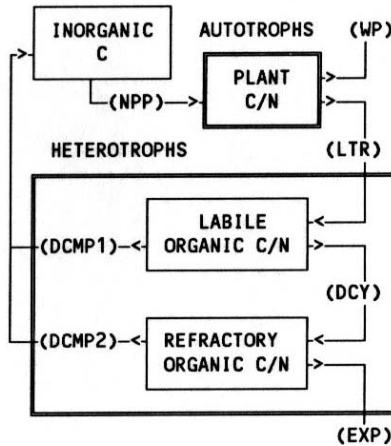 INORGANIC
C
AUTOTROPHS
(WP)
PLANT
C/N
(NPP)
HETEROTROPHS
(LTR)
LABILE
ORGANIC C/N
(DCMP1)
(DCY)
(DCMP2)
REFRACTORY
ORGANIC C/N
(EXP)